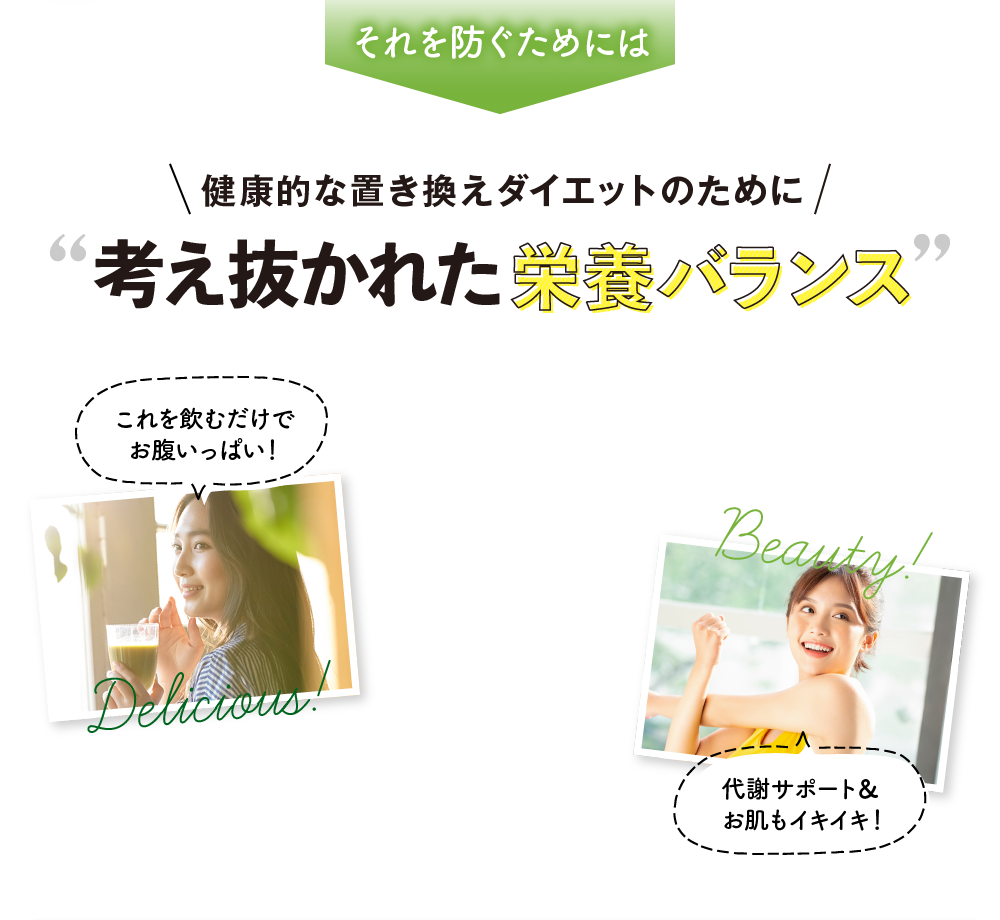 それを防ぐためには
健康的な置き換えダイエットのために
“考え抜かれた栄養バランス”
これを飲むだけで
お腹いっぱい！
Delicious!
Beauty!
代謝サポート＆
お肌もイキイキ！